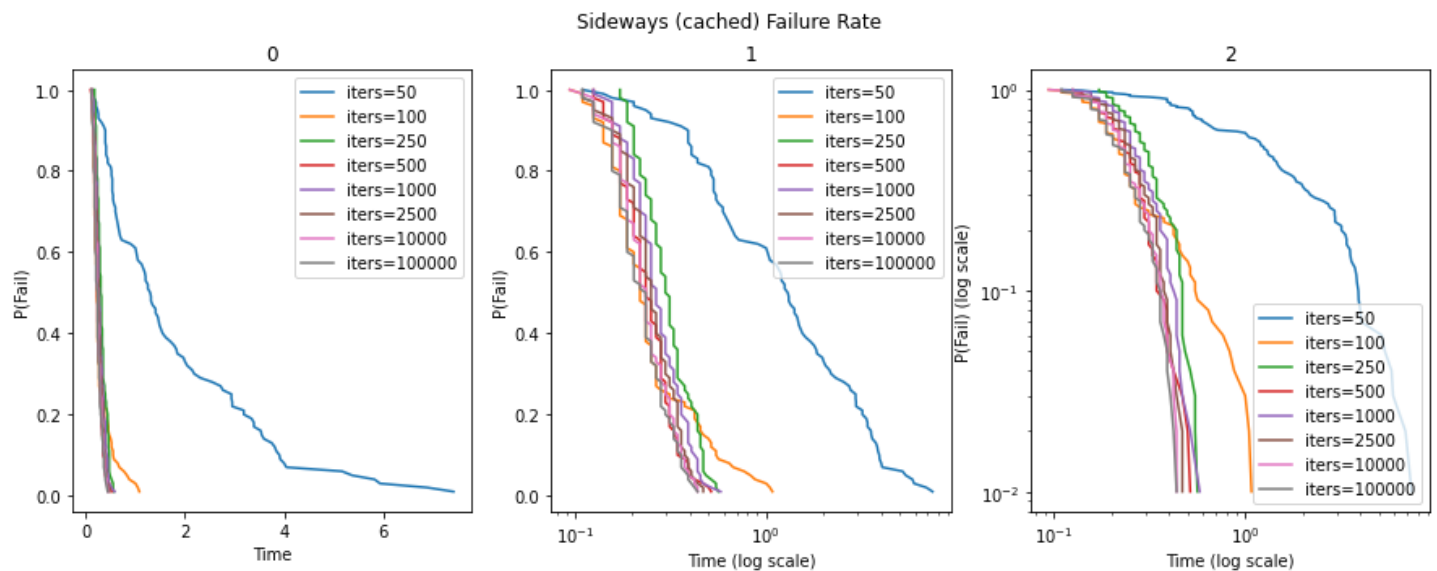 Sideways (cached) Failure Rate
0
P(Fail)
1.0
0.8
0.6
0.4
0.2
0.0
0 2 4 6
Time
iters=50
iters=100
iters=250
iters=500
iters=1000
iters=2500
iters=10000
iters=100000
1
P(Fail)
1.0
0.8
0.6
0.4
0.2
0.0
10⁻¹ 10⁰
Time (log scale)
iters=50
iters=100
iters=250
iters=500
iters=1000
iters=2500
iters=10000
iters=100000
2
P(Fail) (log scale)
10⁰
10⁻¹
10⁻²
10⁻¹ 10⁰
Time (log scale)
iters=50
iters=100
iters=250
iters=500
iters=1000
iters=2500
iters=10000
iters=100000